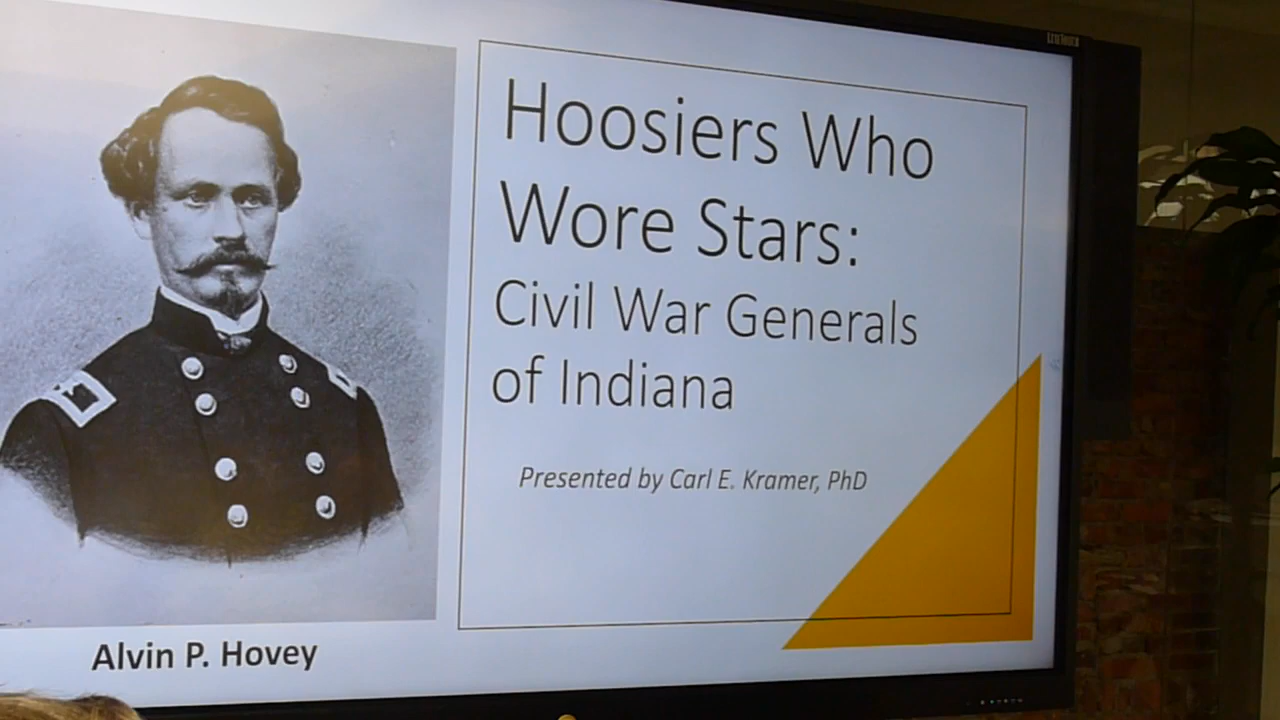 Hoosiers Who
Wore Stars:
Civil War Generals
of Indiana
Presented by Carl E. Kramer, PhD
Alvin P. Hovey